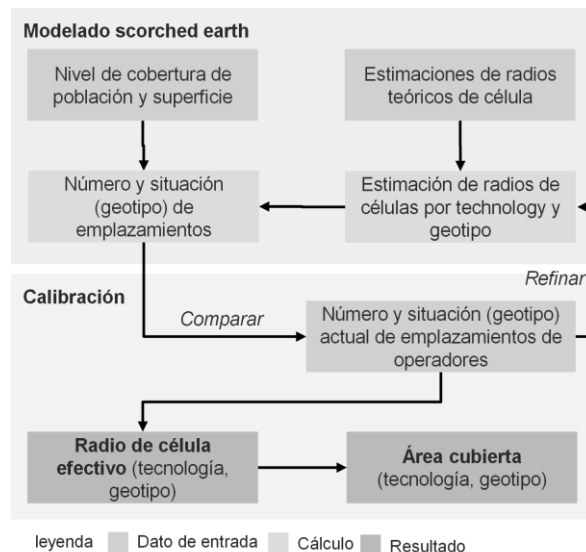 Modelado scorched earth
Nivel de cobertura de
población y superficie
Estimaciones de radios
teóricos de célula
Número y situación
(geotipo) de
emplazamientos
Estimación de radios de
células por technology y
geotipo
Refinar
Calibración
Comparar
Número y situación (geotipo)
actual de emplazamientos de
operadores
Radio de célula
efectivo (tecnología,
geotipo)
Área cubierta
(tecnología, geotipo)
leyenda Dato de entrada Cálculo Resultado